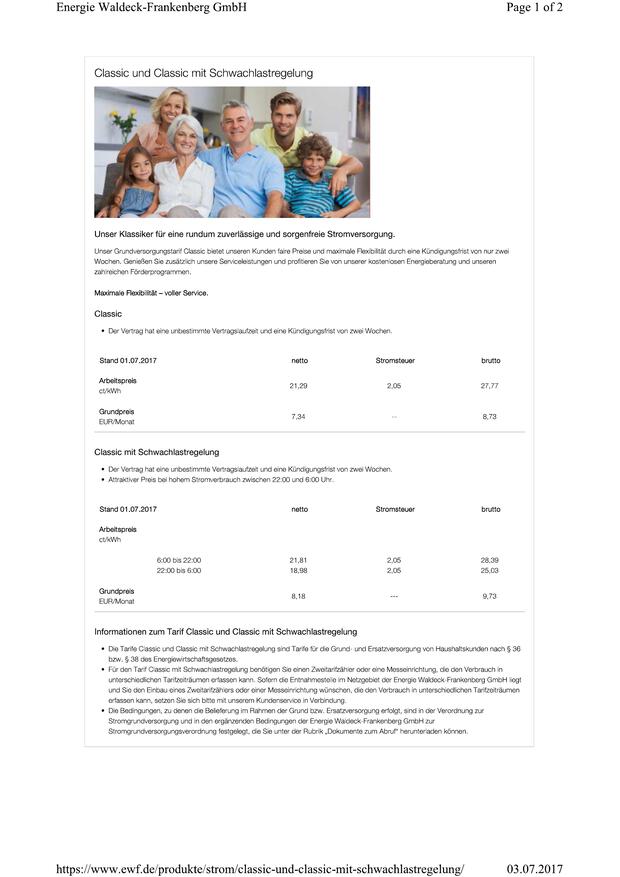 Energie Waldeck-Frankenberg GmbH
Page 1 of 2
Classic und Classic mit Schwachlastregelung
Unser Klassiker für eine rundum zuverlässige und sorgenfreie Stromversorgung.
Unser Grundversorgungstarif Classic bietet unseren Kunden faire Preise und maximale Flexibilität durch eine Kündigungsfrist von nur zwei
Wochen. Genießen Sie zusätzlich unsere Serviceleistungen und profitieren Sie von unserer kostenlosen Energieberatung und unseren
zahlreichen Förderprogrammen.
Maximale Flexibilität – voller Service.
Classic
• Der Vertrag hat eine unbestimmte Vertragslaufzeit und eine Kündigungsfrist von zwei Wochen.
Stand 01.07.2017 netto Stromsteuer brutto
Arbeitspreis
ct/kWh
21,29 2,05 27,77
Grundpreis
EUR/Monat
7,34 -- 8,73
Classic mit Schwachlastregelung
• Der Vertrag hat eine unbestimmte Vertragslaufzeit und eine Kündigungsfrist von zwei Wochen.
• Attraktiver Preis bei hohem Stromverbrauch zwischen 22:00 und 6:00 Uhr.
Stand 01.07.2017 netto Stromsteuer brutto
Arbeitspreis
ct/kWh
6:00 bis 22:00 21,81 2,05 28,39
22:00 bis 6:00 18,98 2,05 25,03
Grundpreis
EUR/Monat
8,18 --- 9,73
Informationen zum Tarif Classic und Classic mit Schwachlastregelung
• Die Tarife Classic und Classic mit Schwachlastregelung sind Tarife für die Grund- und Ersatzversorgung von Haushaltskunden nach § 36
bzw. § 38 des Energiewirtschaftsgesetzes.
• Für den Tarif Classic mit Schwachlastregelung benötigen Sie einen Zweitarifzähler oder eine Messeinrichtung, die den Verbrauch in
unterschiedlichen Tarifzeiträumen erfassen kann. Sofern die Entnahmestelle im Netzgebiet der Energie Waldeck-Frankenberg GmbH liegt
und Sie den Einbau eines Zweitarifzählers oder einer Messeinrichtung wünschen, die den Verbrauch in unterschiedlichen Tarifzeiträumen
erfassen kann, setzen Sie sich bitte mit unserem Kundenservice in Verbindung.
• Die Bedingungen, zu denen die Belieferung im Rahmen der Grund bzw. Ersatzversorgung erfolgt, sind in der Verordnung zur
Stromgrundversorgung und in den ergänzenden Bedingungen der Energie Waldeck-Frankenberg GmbH zur
Stromgrundversorgungsverordnung festgelegt, die Sie unter der Rubrik „Dokumente zum Abruf“ herunterladen können.
https://www.ewf.de/produkte/strom/classic-und-classic-mit-schwachlastregelung/
03.07.2017